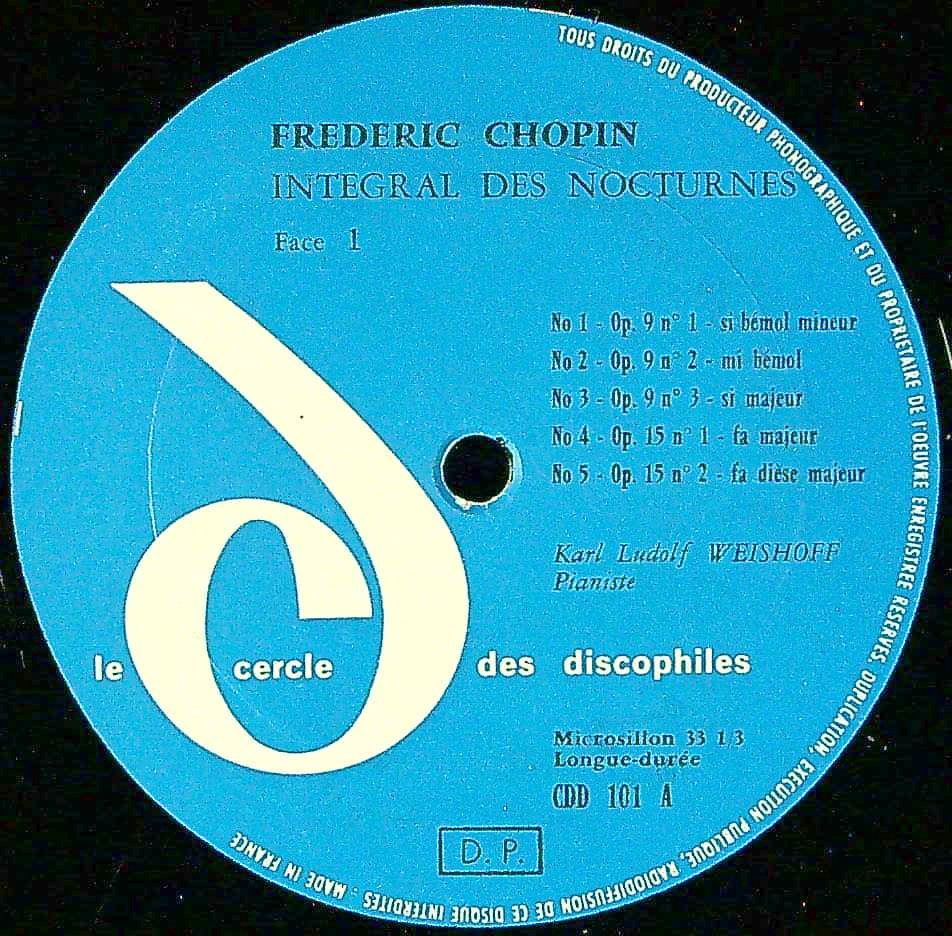 FREDERIC CHOPIN
INTEGRAL DES NOCTURNES
Face 1
No 1 - Op. 9 n° 1 - si bémol mineur
No 2 - Op. 9 n° 2 - mi bémol
No 3 - Op. 9 n° 3 - si majeur
No 4 - Op. 15 n° 1 - fa majeur
No 5 - Op. 15 n° 2 - fa dièse majeur
Karl Ludolf WEISHOFF
Pianiste
le cercle des discophiles
Microsillon 33 1/3
Longue-durée
CDD 101 A
D. P.
TOUS DROITS DU PRODUCTEUR PHONOGRAPHIQUE ET DU PROPRIETAIRE DE l'OEUVRE ENREGISTREE RESERVES. DUPLICATION, EXECUTION PUBLIQUE, RADIODIFFUSION DE CE DISQUE INTERDITES - MADE IN FRANCE